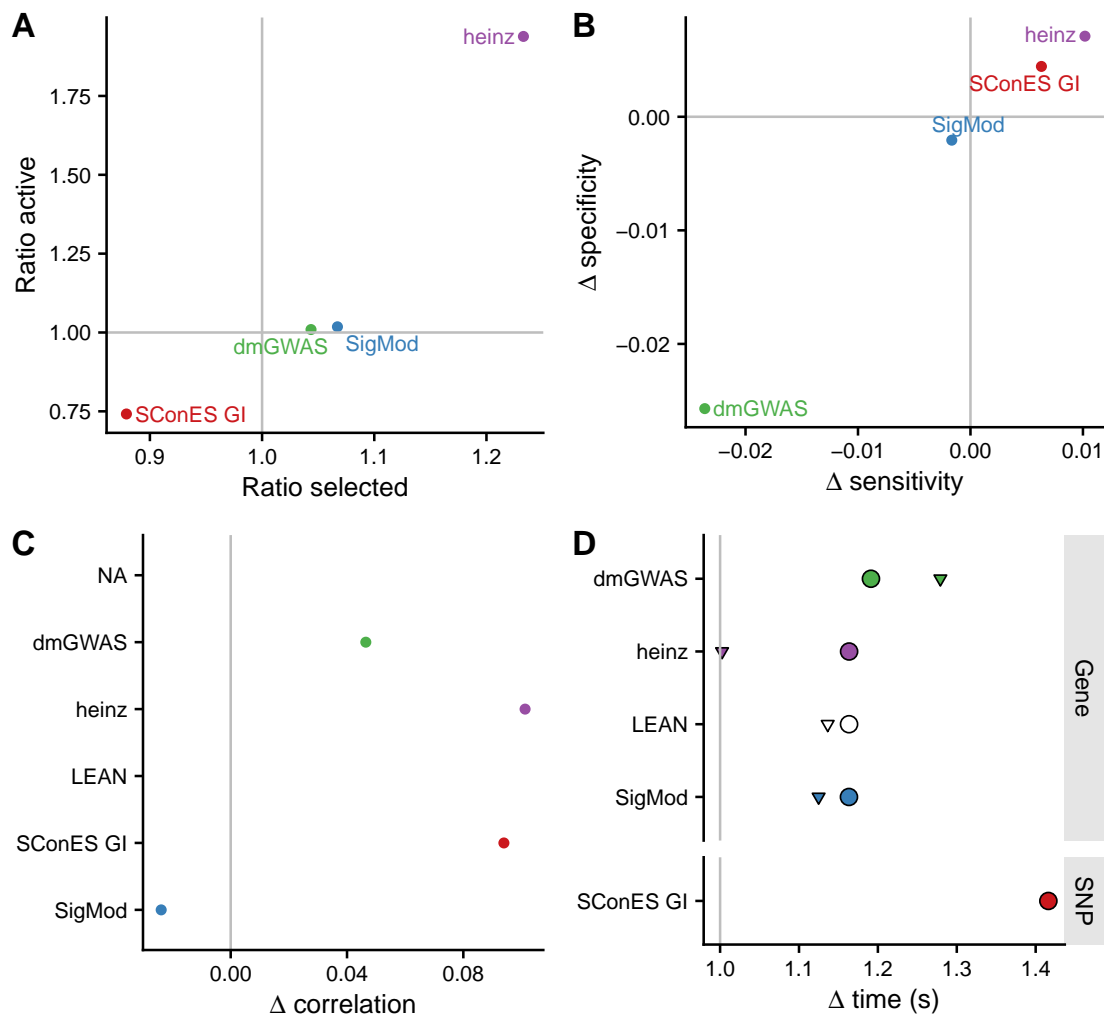 A
heinz
1.75
1.50
1.25
1.00
0.75
Ratio active
dmGWAS
SigMod
SConES GI
0.9
1.0
1.1
1.2
Ratio selected
B
heinz
SConES GI
SigMod
dmGWAS
0.00
−0.01
−0.02
Δ specificity
−0.02
−0.01
0.00
0.01
Δ sensitivity
C
NA
dmGWAS
heinz
LEAN
SConES GI
SigMod
0.00
0.04
0.08
Δ correlation
D
dmGWAS
heinz
LEAN
SigMod
SConES GI
Gene
SNP
1.0
1.1
1.2
1.3
1.4
Δ time (s)